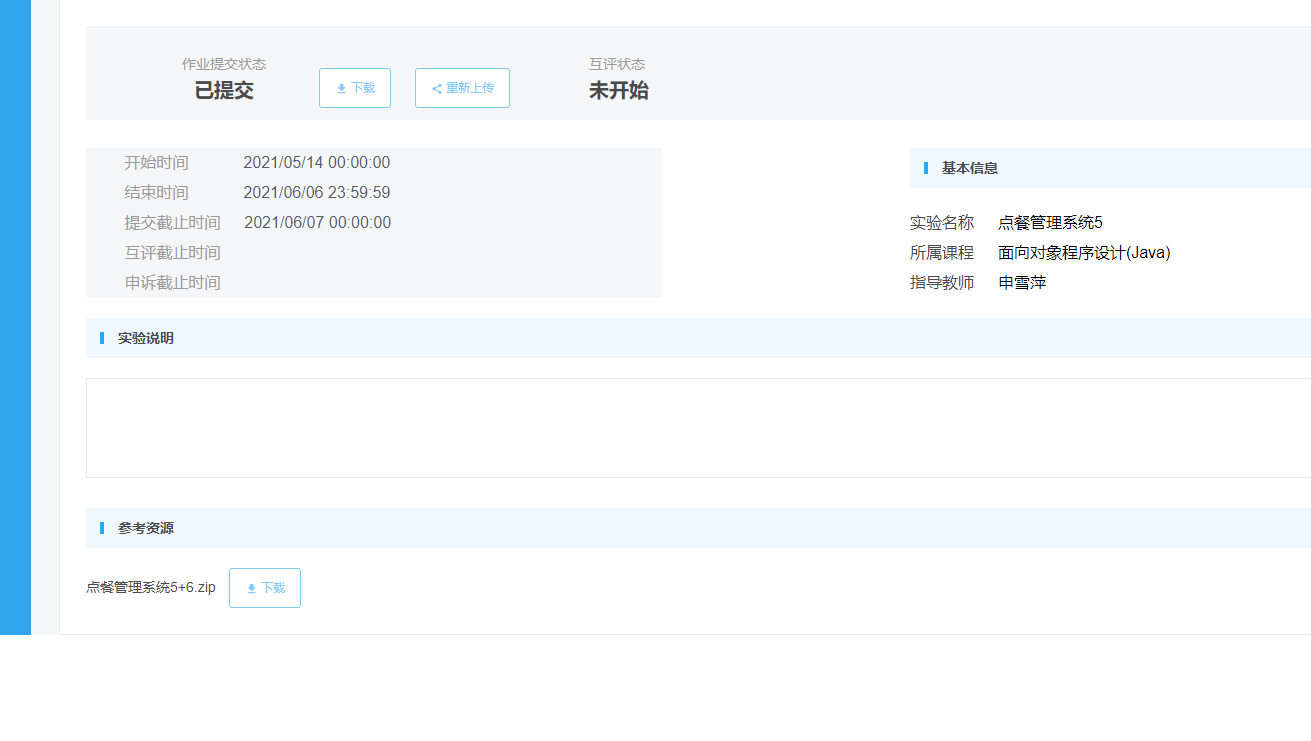 作业提交状态
已提交
下载
重新上传
互评状态
未开始
开始时间 2021/05/14 00:00:00
结束时间 2021/06/06 23:59:59
提交截止时间 2021/06/07 00:00:00
互评截止时间
申诉截止时间
基本信息
实验名称 点餐管理系统5
所属课程 面向对象程序设计(Java)
指导教师 申雪萍
实验说明
参考资源
点餐管理系统5+6.zip 下载